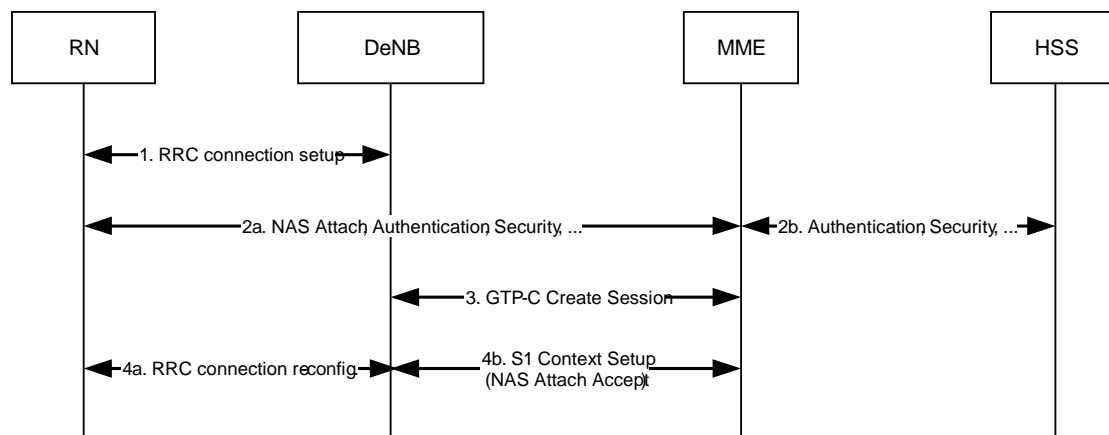 RN
DeNB
MME
HSS
1. RRC connection setup
2a. NAS Attach, Authentication, Security, ...
2b. Authentication, Security, ...
3. GTP-C Create Session
4a. RRC connection reconfig.
4b. S1 Context Setup
(NAS Attach Accept)